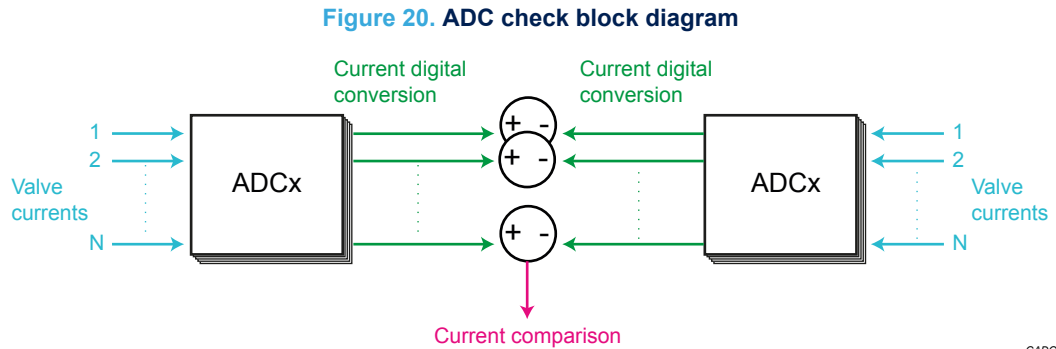 Figure 20. ADC check block diagram
Current digital
conversion
Current digital
conversion
1
2
N
Valve
currents
ADCx
+ -
+ -
+ -
ADCx
1
2
N
Valve
currents
Current comparison